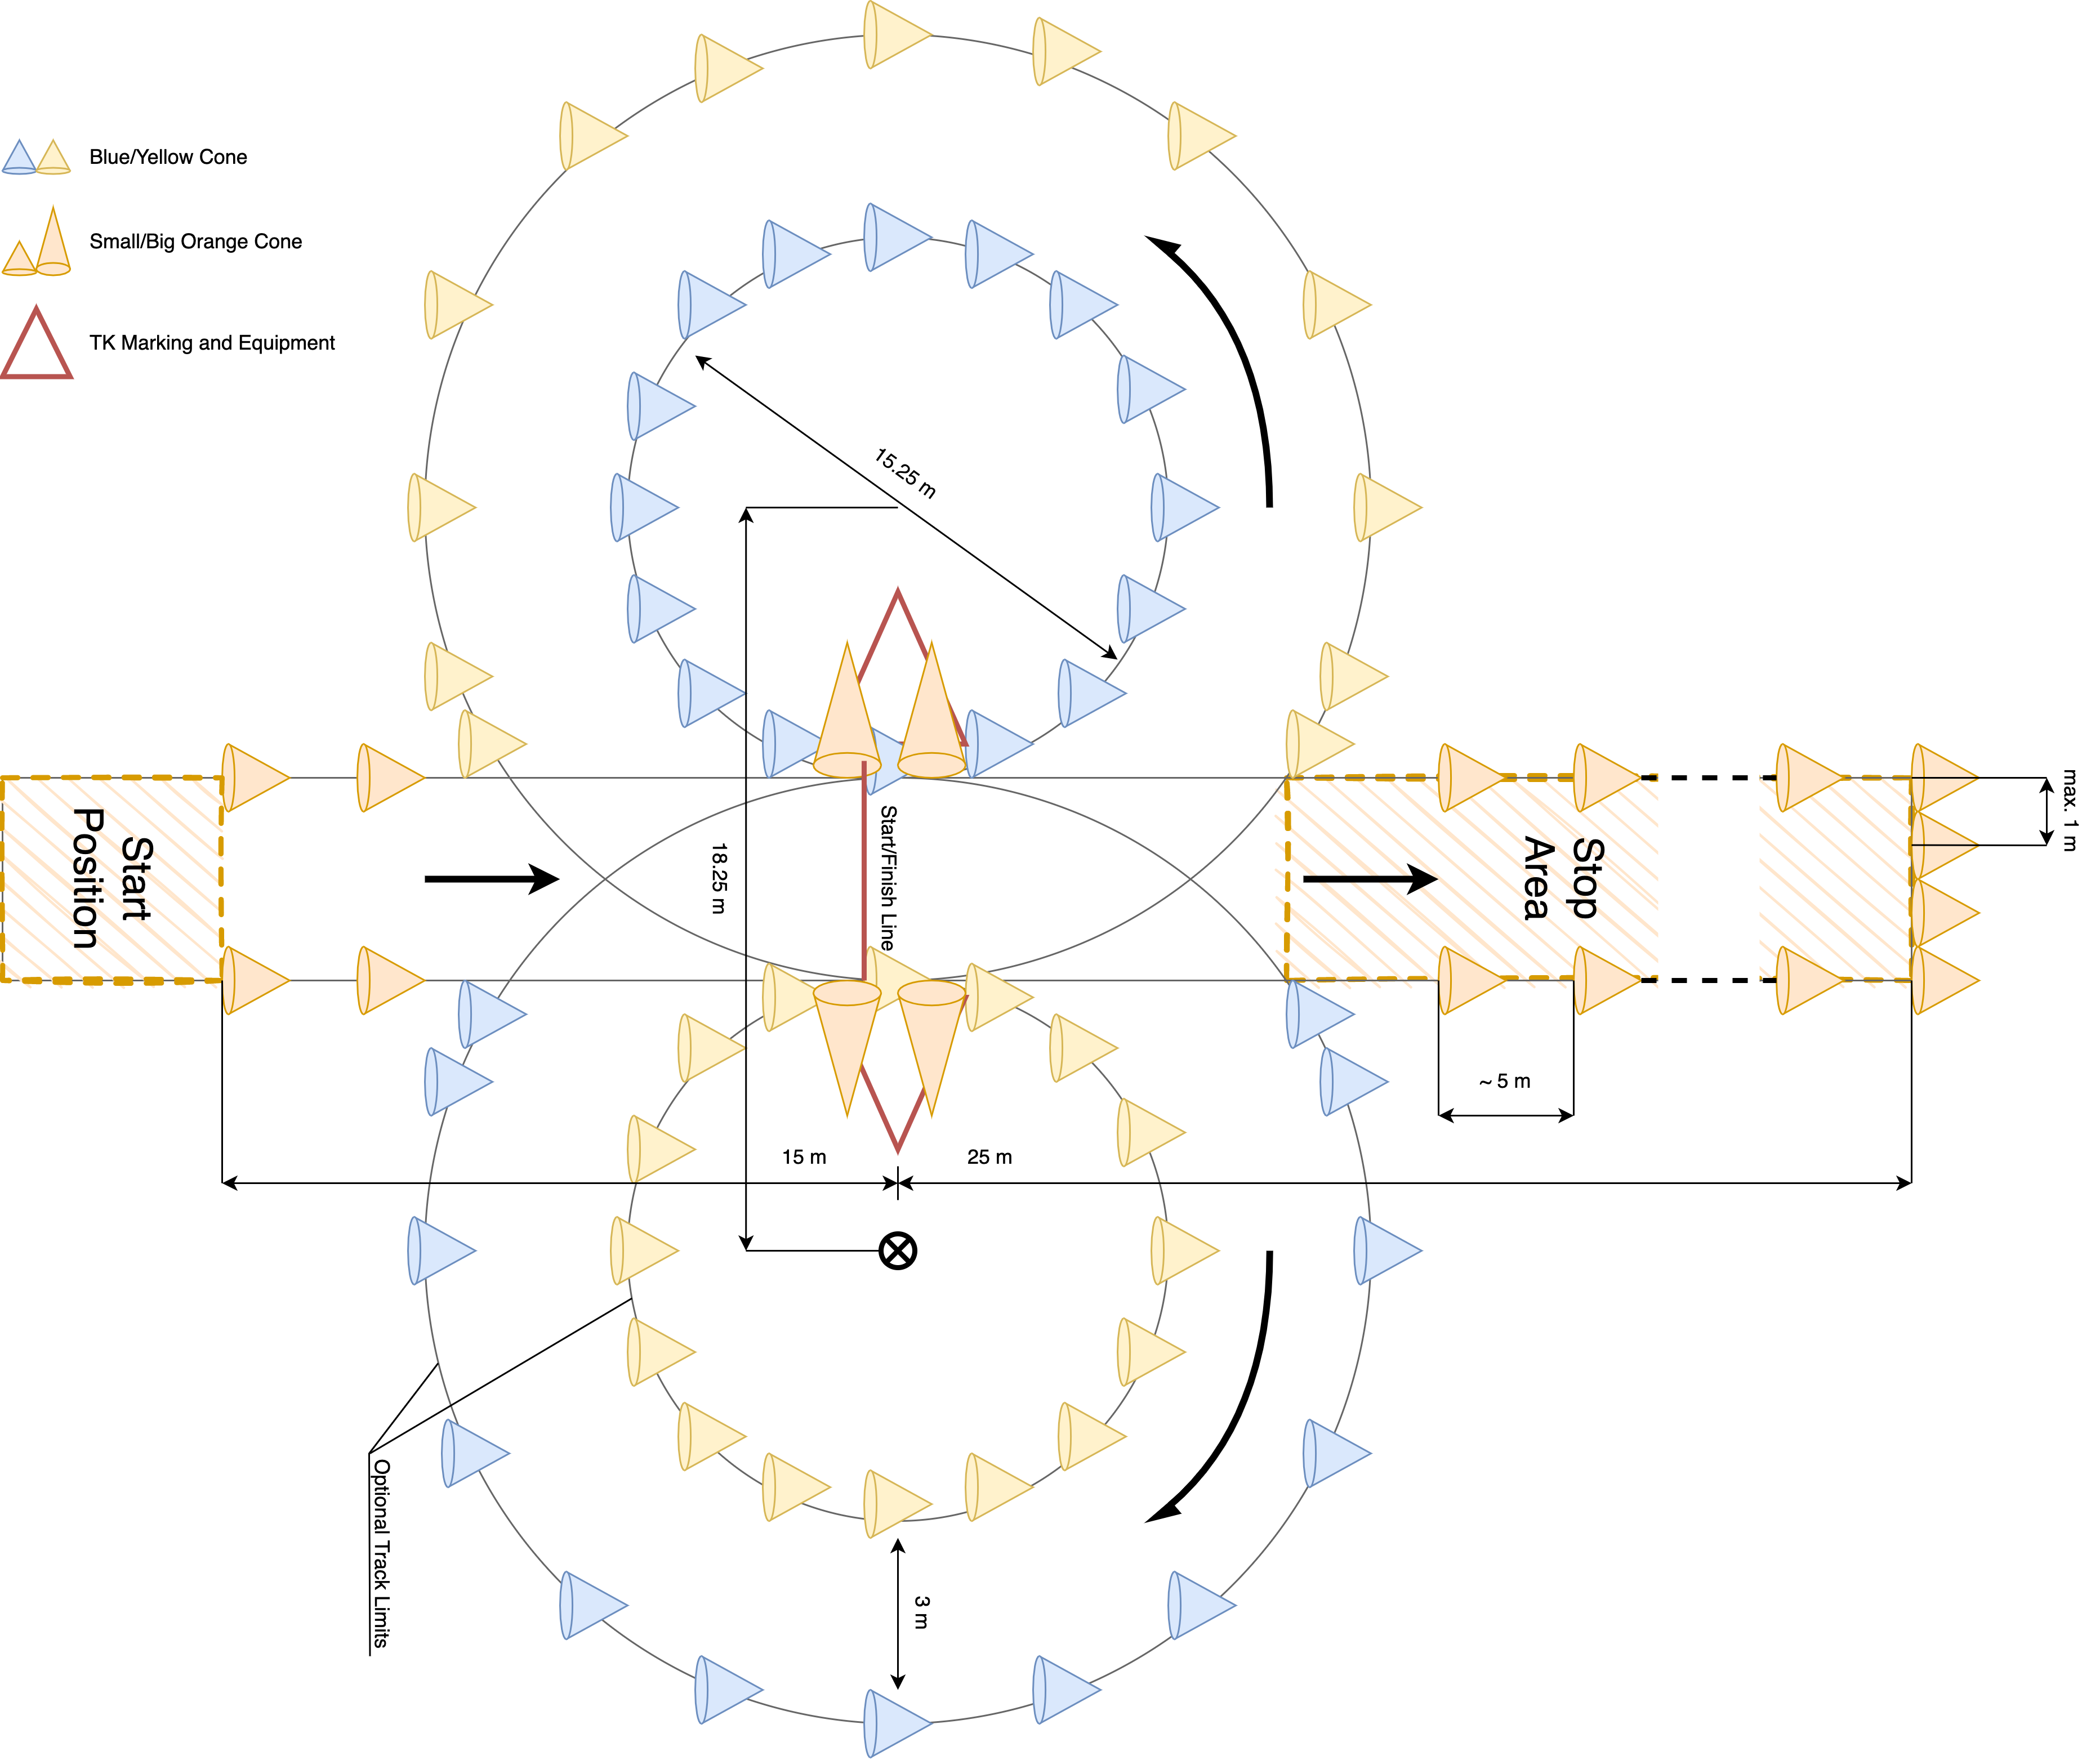 Blue/Yellow Cone
Small/Big Orange Cone
TK Marking and Equipment
15.25 m
18.25 m
Start/Finish Line
Start
Position
Stop
Area
max. 1 m
~ 5 m
15 m
25 m
Optional Track Limits
3 m